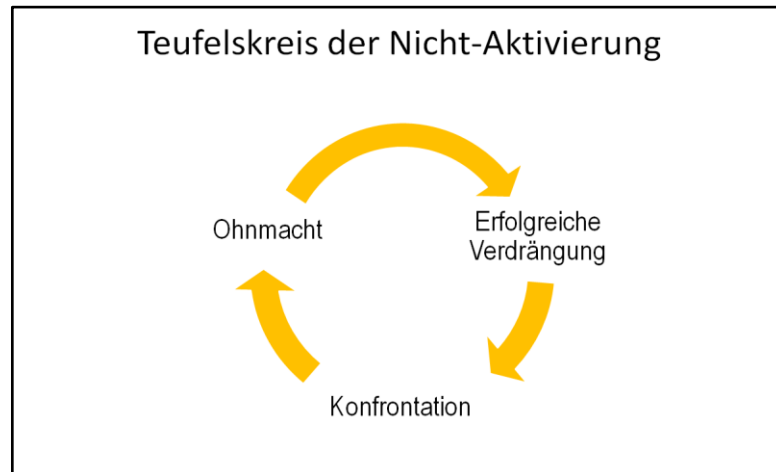 Teufelskreis der Nicht-Aktivierung
Ohnmacht
Erfolgreiche
Verdrängung
Konfrontation